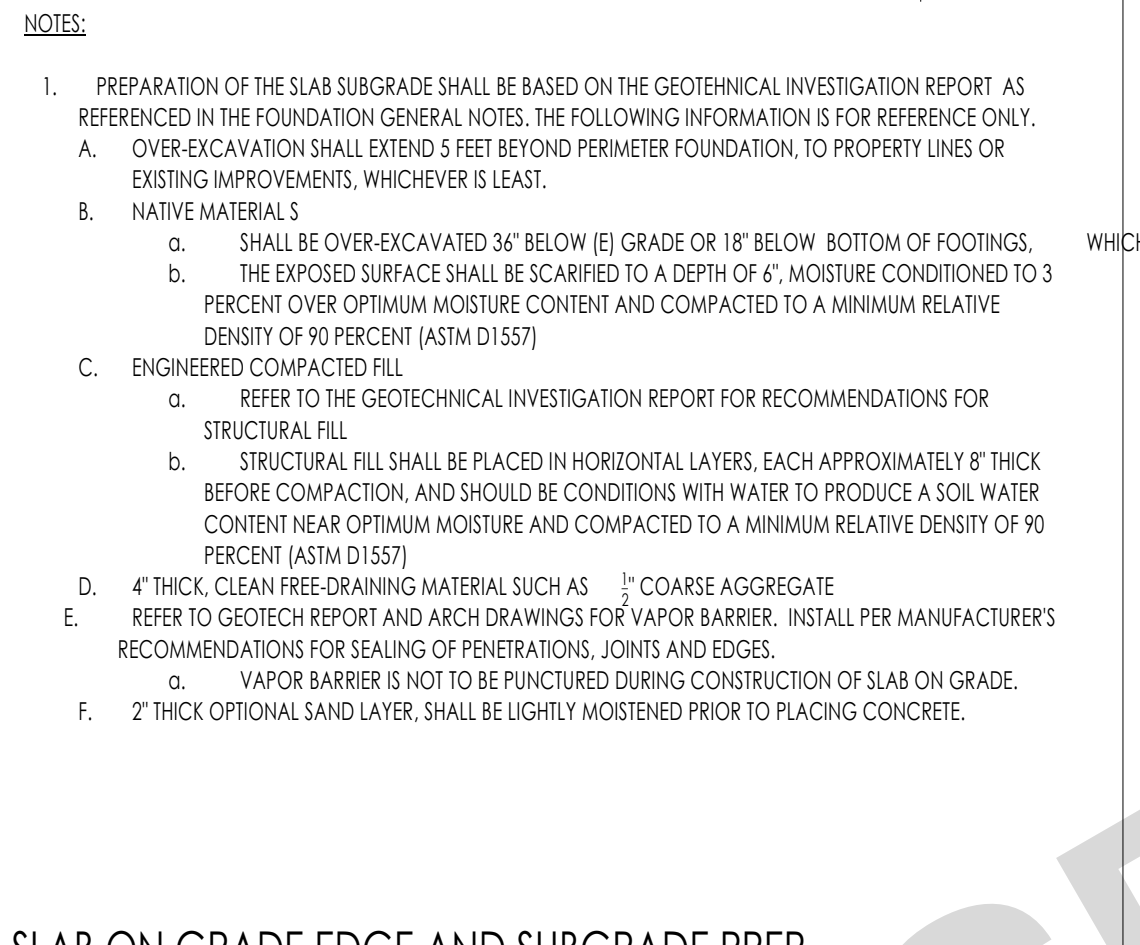 NOTES:
1. PREPARATION OF THE SLAB SUBGRADE SHALL BE BASED ON THE GEOTEHNICAL INVESTIGATION REPORT AS
REFERENCED IN THE FOUNDATION GENERAL NOTES. THE FOLLOWING INFORMATION IS FOR REFERENCE ONLY.
A. OVER-EXCAVATION SHALL EXTEND 5 FEET BEYOND PERIMETER FOUNDATION, TO PROPERTY LINES OR
EXISTING IMPROVEMENTS, WHICHEVER IS LEAST.
B. NATIVE MATERIAL S
a. SHALL BE OVER-EXCAVATED 36" BELOW (E) GRADE OR 18" BELOW BOTTOM OF FOOTINGS, WHICH
b. THE EXPOSED SURFACE SHALL BE SCARIFIED TO A DEPTH OF 6", MOISTURE CONDITIONED TO 3
PERCENT OVER OPTIMUM MOISTURE CONTENT AND COMPACTED TO A MINIMUM RELATIVE
DENSITY OF 90 PERCENT (ASTM D1557)
C. ENGINEERED COMPACTED FILL
a. REFER TO THE GEOTECHNICAL INVESTIGATION REPORT FOR RECOMMENDATIONS FOR
STRUCTURAL FILL
b. STRUCTURAL FILL SHALL BE PLACED IN HORIZONTAL LAYERS, EACH APPROXIMATELY 8" THICK
BEFORE COMPACTION, AND SHOULD BE CONDITIONS WITH WATER TO PRODUCE A SOIL WATER
CONTENT NEAR OPTIMUM MOISTURE AND COMPACTED TO A MINIMUM RELATIVE DENSITY OF 90
PERCENT (ASTM D1557)
D. 4" THICK, CLEAN FREE-DRAINING MATERIAL SUCH AS 1/2" COARSE AGGREGATE
E. REFER TO GEOTECH REPORT AND ARCH DRAWINGS FOR VAPOR BARRIER. INSTALL PER MANUFACTURER'S
RECOMMENDATIONS FOR SEALING OF PENETRATIONS, JOINTS AND EDGES.
a. VAPOR BARRIER IS NOT TO BE PUNCTURED DURING CONSTRUCTION OF SLAB ON GRADE.
F. 2" THICK OPTIONAL SAND LAYER, SHALL BE LIGHTLY MOISTENED PRIOR TO PLACING CONCRETE.
SLAB ON GRADE EDGE AND SUBGRADE PREP